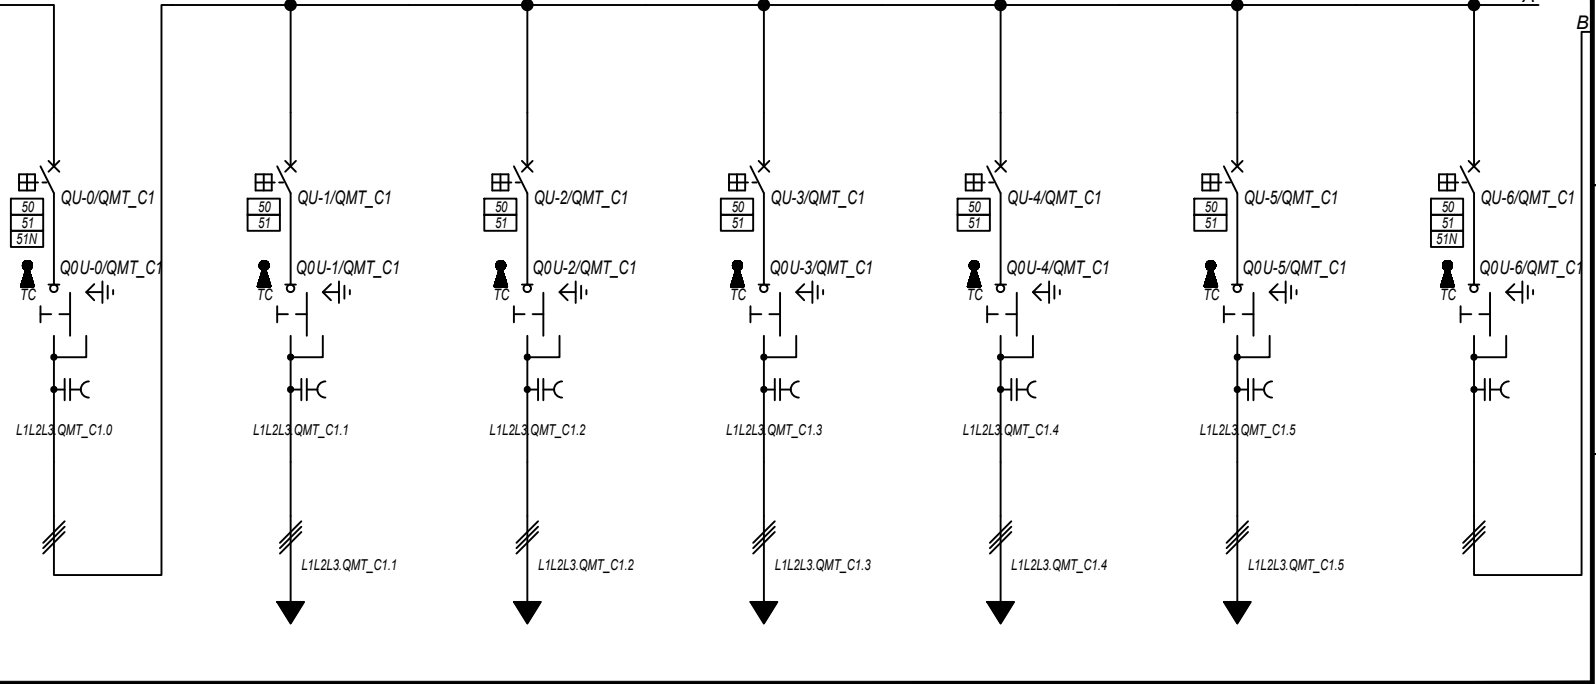 B
QU-0/QMT_C1
QU-1/QMT_C1
QU-2/QMT_C1
QU-3/QMT_C1
QU-4/QMT_C1
QU-5/QMT_C1
QU-6/QMT_C1
50
51
51N
50
51
50
51
50
51
50
51
50
51
50
51
51N
Q0U-0/QMT_C1
Q0U-1/QMT_C1
Q0U-2/QMT_C1
Q0U-3/QMT_C1
Q0U-4/QMT_C1
Q0U-5/QMT_C1
Q0U-6/QMT_C1
TC
TC
TC
TC
TC
TC
TC
L1L2L3.QMT_C1.0
L1L2L3.QMT_C1.1
L1L2L3.QMT_C1.2
L1L2L3.QMT_C1.3
L1L2L3.QMT_C1.4
L1L2L3.QMT_C1.5
L1L2L3.QMT_C1.1
L1L2L3.QMT_C1.2
L1L2L3.QMT_C1.3
L1L2L3.QMT_C1.4
L1L2L3.QMT_C1.5